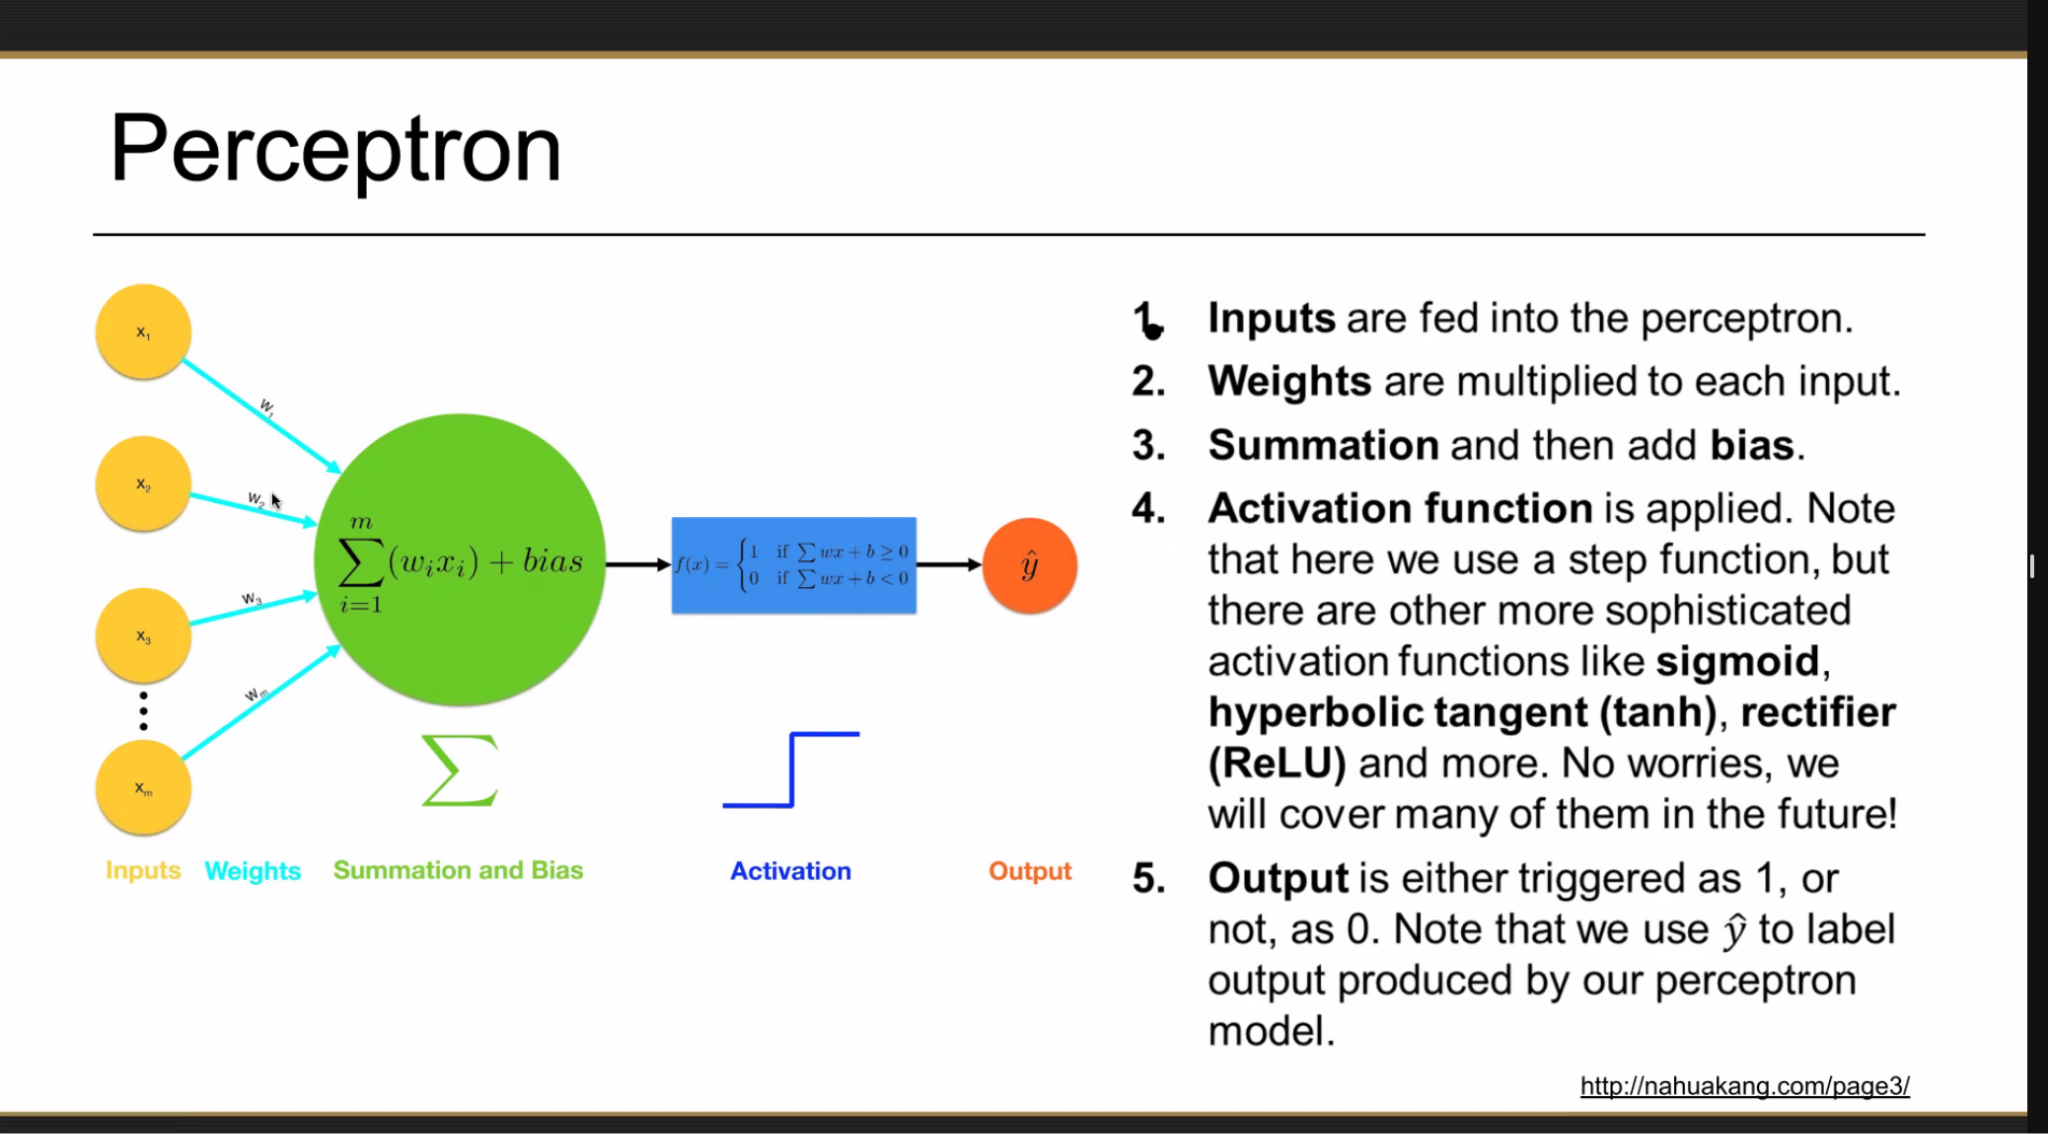 Perceptron
x₁
x₂
x₃
xₘ
w₁
w₂
w₃
wₘ
m
∑(wᵢxᵢ) + bias
i=1
f(x) = {1 if ∑ wx + b ≥ 0
0 if ∑ wx + b < 0
ŷ
∑
Inputs Weights Summation and Bias Activation Output
1. Inputs are fed into the perceptron.
2. Weights are multiplied to each input.
3. Summation and then add bias.
4. Activation function is applied. Note
that here we use a step function, but
there are other more sophisticated
activation functions like sigmoid,
hyperbolic tangent (tanh), rectifier
(ReLU) and more. No worries, we
will cover many of them in the future!
5. Output is either triggered as 1, or
not, as 0. Note that we use ŷ to label
output produced by our perceptron
model.
http://nahuakang.com/page3/